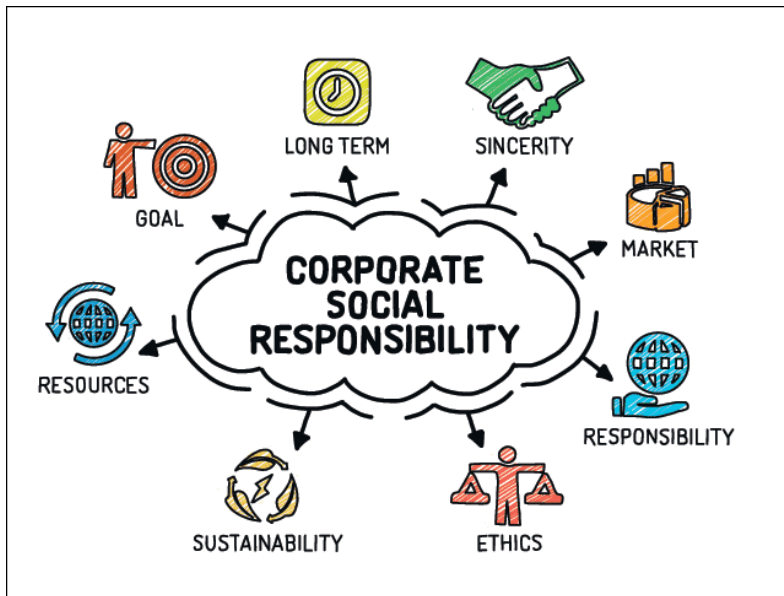 LONG TERM
SINCERITY
GOAL
MARKET
CORPORATE
SOCIAL
RESPONSIBILITY
RESOURCES
RESPONSIBILITY
SUSTAINABILITY
ETHICS